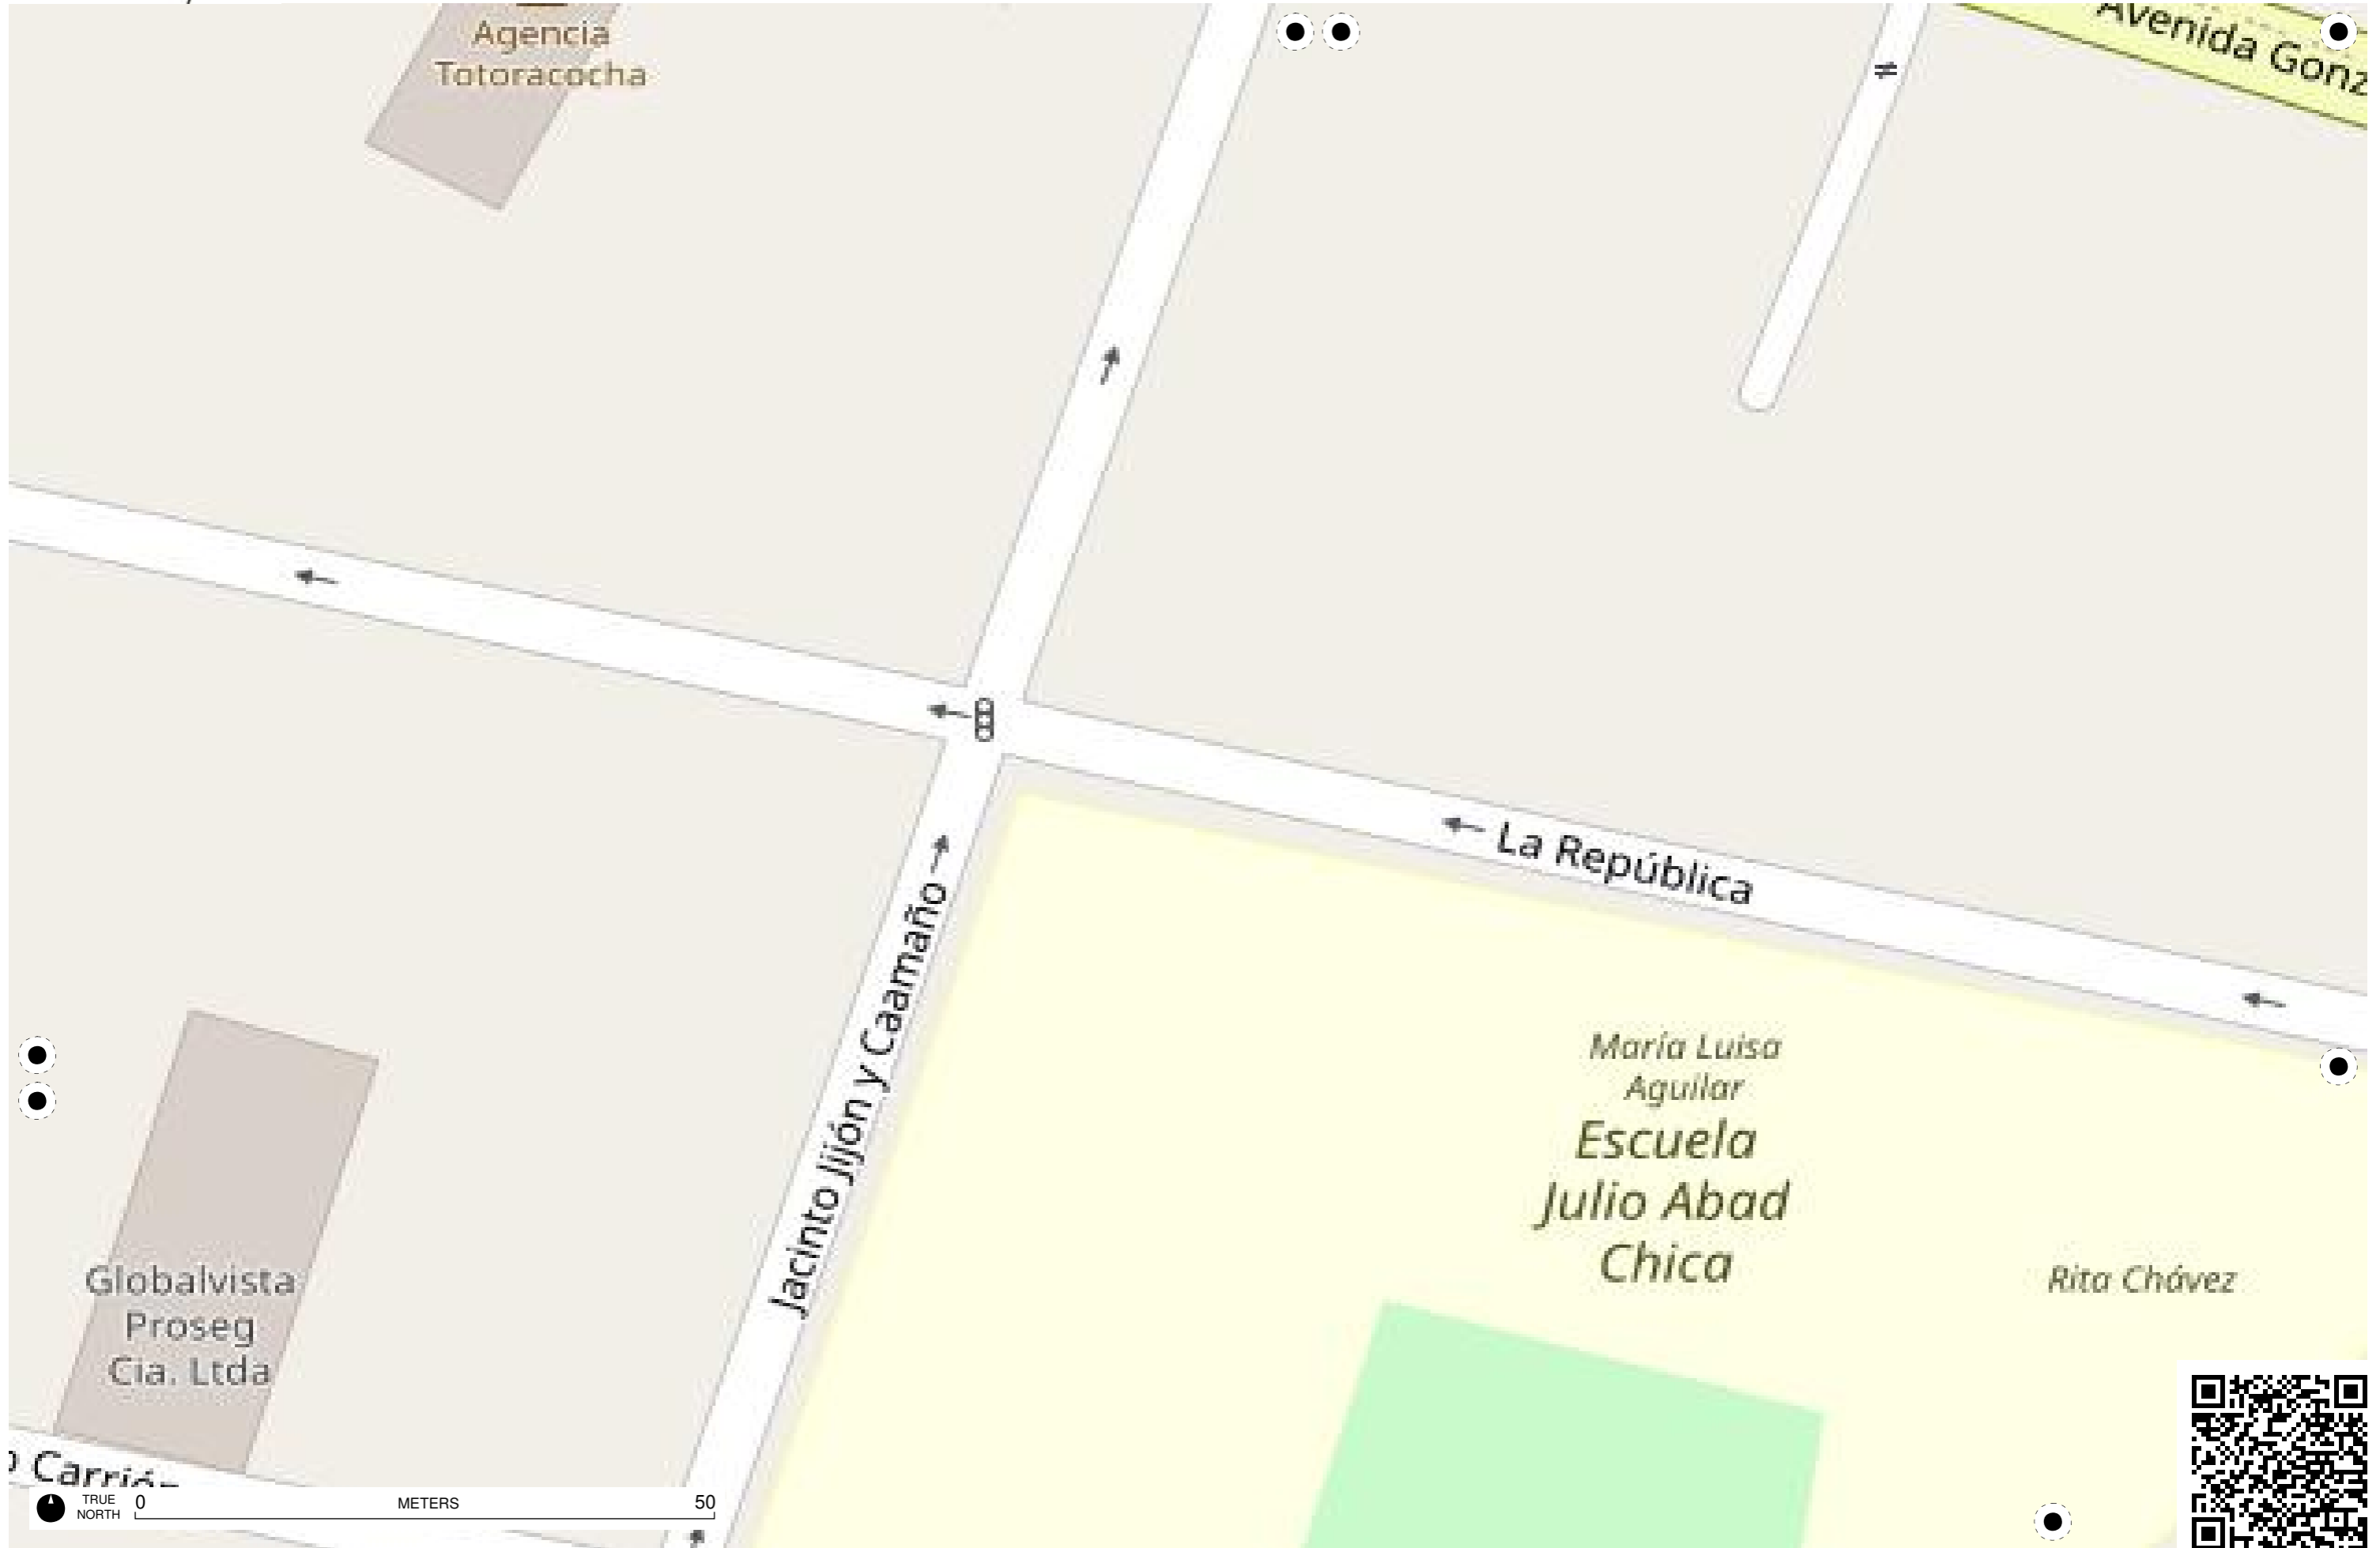 Agencia
Totoracocha
Avenida Gonz
La República
Jacinto Jijón y Caamaño
María Luisa
Aguilar
Escuela
Julio Abad
Chica
Rita Chávez
Globalvista
Proseg
Cia. Ltda
o Carrión
TRUE
NORTH
0 METERS 50